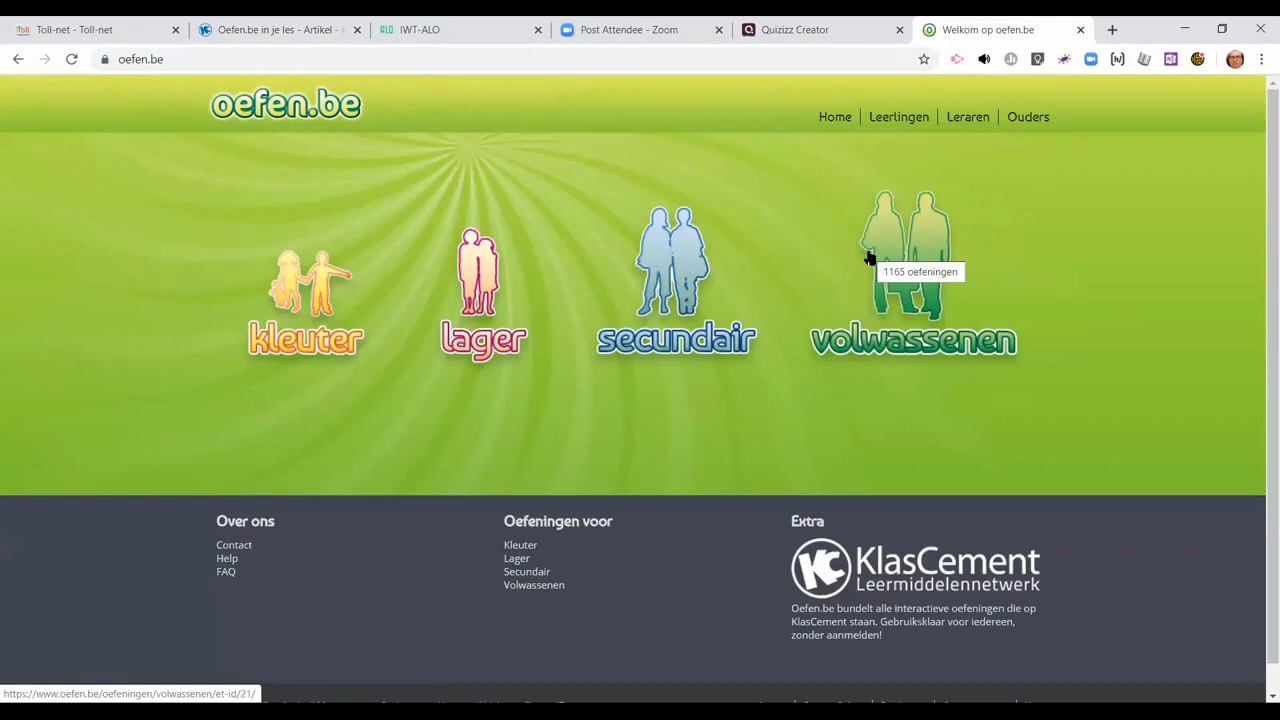 Toll-net - Toll-net
Oefen.be in je les - Artikel -
IWT-ALO
Post Attendee - Zoom
Quizizz Creator
Welkom op oefen.be
oefen.be
oefen.be
Home
Leerlingen
Leraren
Ouders
1165 oefeningen
kleuter
lager
secundair
volwassenen
Over ons
Contact
Help
FAQ
Oefeningen voor
Kleuter
Lager
Secundair
Volwassenen
Extra
KlasCement
Leermiddelennetwerk
Oefen.be bundelt alle interactieve oefeningen die op
KlasCement staan. Gebruiksklaar voor iedereen,
zonder aanmelden!
https://www.oefen.be/oefeningen/volwassenen/et-id/21/